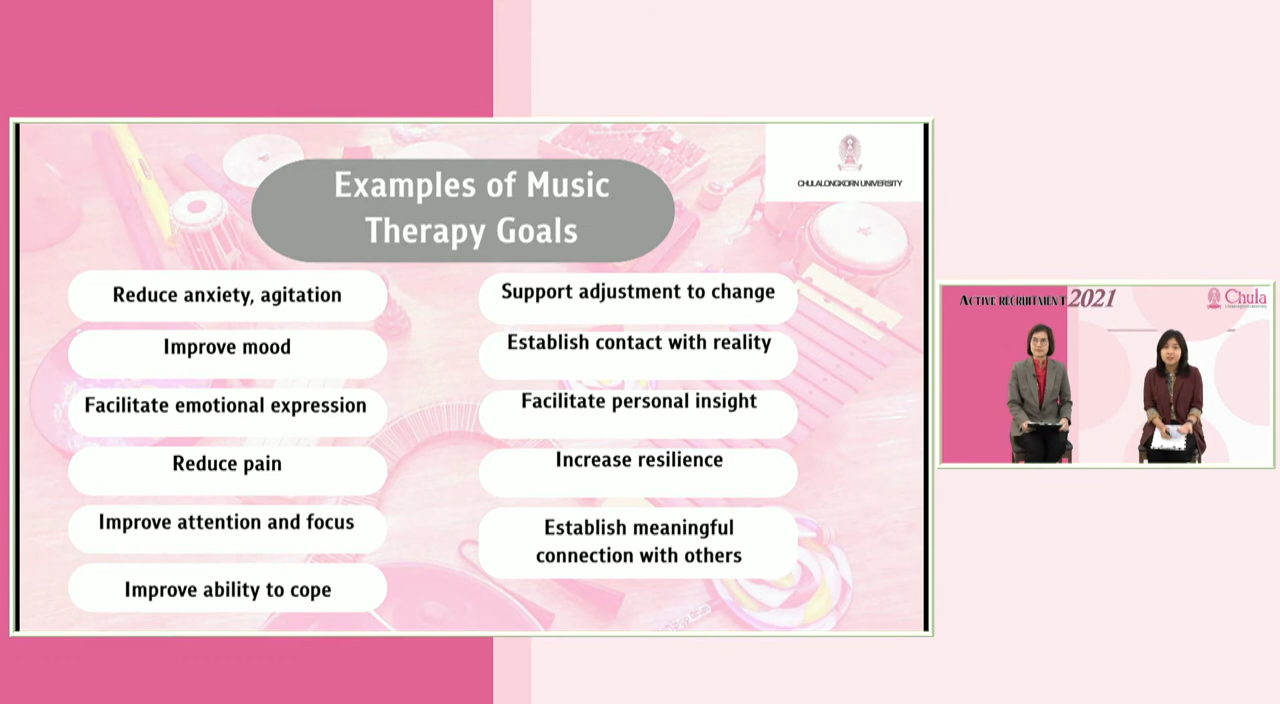 CHULALONGKORN UNIVERSITY
Examples of Music
Therapy Goals
Reduce anxiety, agitation
Improve mood
Facilitate emotional expression
Reduce pain
Improve attention and focus
Improve ability to cope
Support adjustment to change
Establish contact with reality
Facilitate personal insight
Increase resilience
Establish meaningful
connection with others
ACTIVE RECRUITMENT 2021
Chula